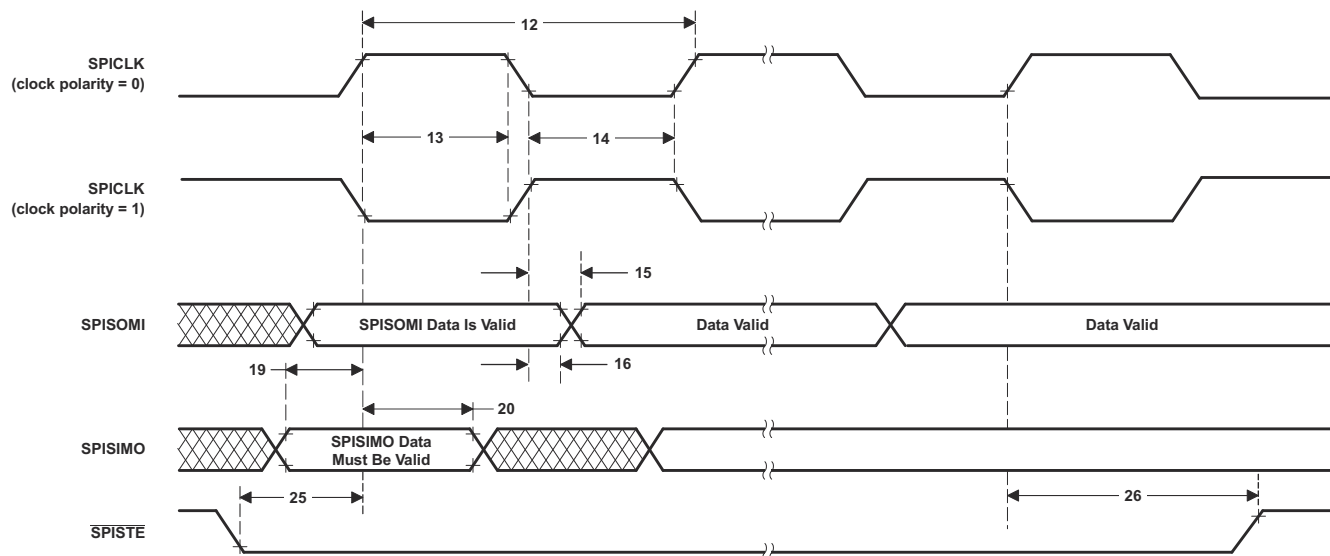 12
SPICLK
(clock polarity = 0)
13
14
SPICLK
(clock polarity = 1)
15
SPISOMI
SPISOMI Data Is Valid
Data Valid
Data Valid
16
19
20
SPISIMO
SPISIMO Data
Must Be Valid
25
26
SPISTE